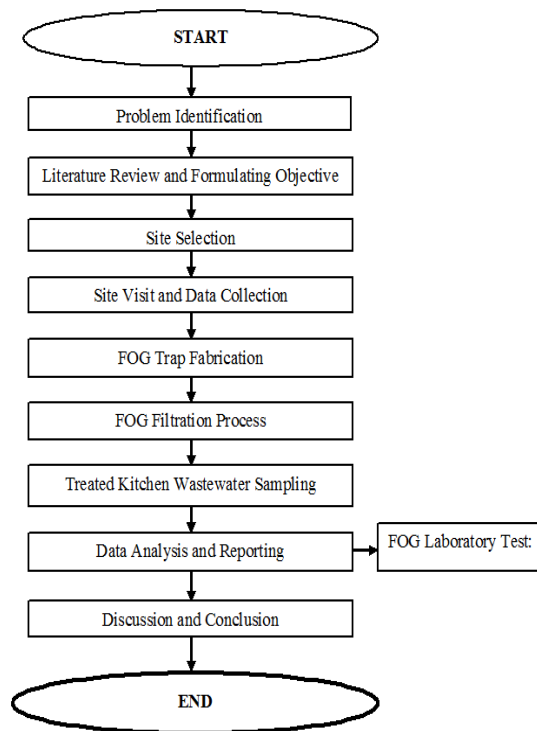 START
Problem Identification
Literature Review and Formulating Objective
Site Selection
Site Visit and Data Collection
FOG Trap Fabrication
FOG Filtration Process
Treated Kitchen Wastewater Sampling
Data Analysis and Reporting
FOG Laboratory Test:
Discussion and Conclusion
END